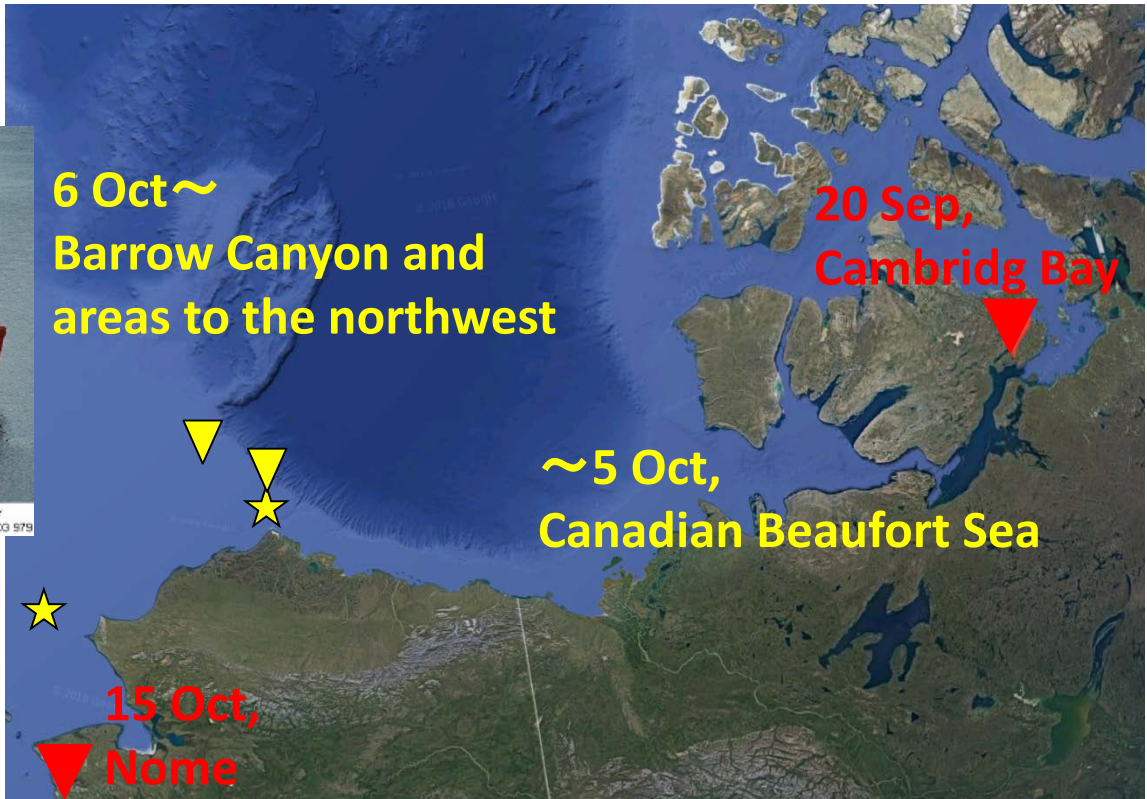 6 Oct～
Barrow Canyon and
areas to the northwest
20 Sep,
Cambridg Bay
～5 Oct,
Canadian Beaufort Sea
15 Oct,
Nome
979